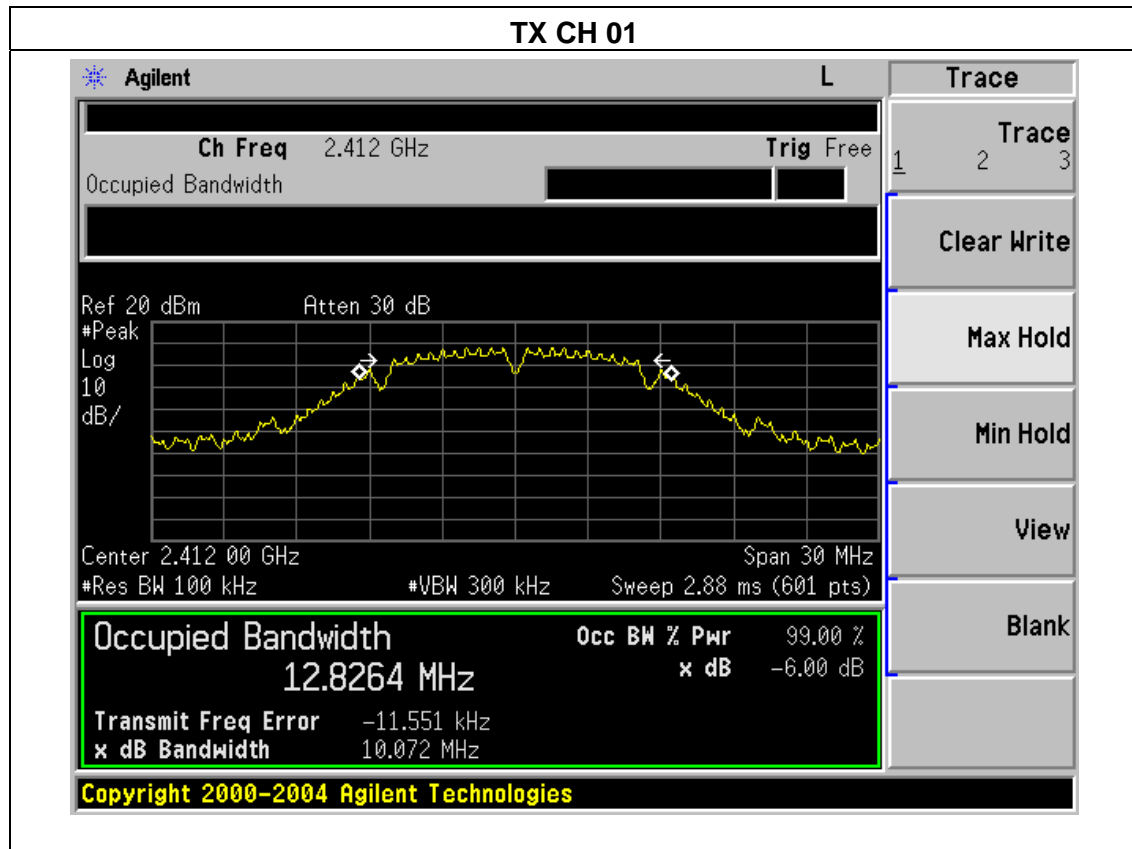 TX CH 01
Agilent L Trace
Ch Freq 2.412 GHz Trig Free
Occupied Bandwidth
Trace
1 2 3
Clear Write
Max Hold
Min Hold
View
Blank
Ref 20 dBm Atten 30 dB
#Peak
Log
10
dB/
Center 2.412 00 GHz Span 30 MHz
#Res BW 100 kHz #VBW 300 kHz Sweep 2.88 ms (601 pts)
Occupied Bandwidth Occ BW % Pwr 99.00 %
12.8264 MHz x dB -6.00 dB
Transmit Freq Error -11.551 kHz
x dB Bandwidth 10.072 MHz
Copyright 2000-2004 Agilent Technologies